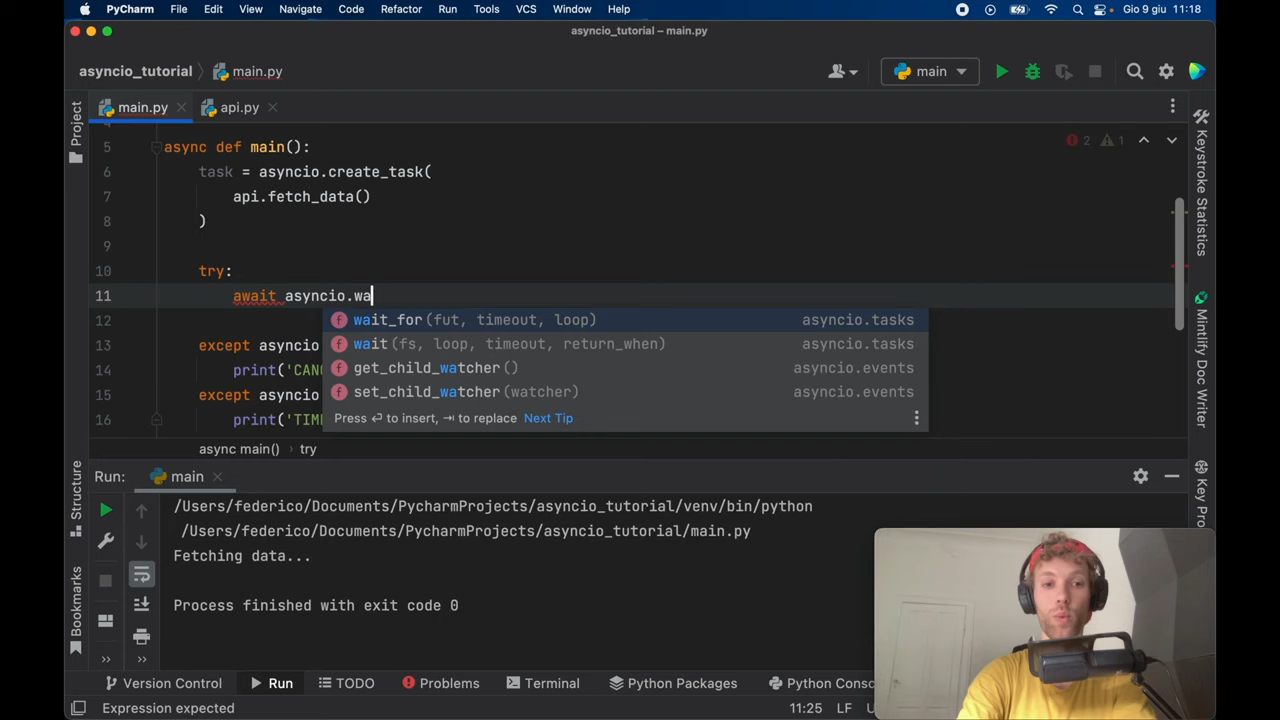 PyCharm File Edit View Navigate Code Refactor Run Tools VCS Window Help Gio 9 giu 11:18
asyncio_tutorial – main.py
asyncio_tutorial main.py main
main.py api.py
Project
Structure
Bookmarks
Keystroke Statistics
Mintlify Doc Writer
Key Pro
2 1
5 async def main():
6 task = asyncio.create_task(
7 api.fetch_data()
8 )
9
10 try:
11 await asyncio.wa
wait_for(fut, timeout, loop) asyncio.tasks
12 wait(fs, loop, timeout, return_when) asyncio.tasks
13 except asyncio get_child_watcher() asyncio.events
14 print('CANC set_child_watcher(watcher) asyncio.events
15 except asyncio Press ↩ to insert, ⇥ to replace Next Tip
16 print('TIME
async main() try
Run: main
/Users/federico/Documents/PycharmProjects/asyncio_tutorial/venv/bin/python
/Users/federico/Documents/PycharmProjects/asyncio_tutorial/main.py
Fetching data...
Process finished with exit code 0
Version Control Run TODO Problems Terminal Python Packages Python Conso
Expression expected 11:25 LF